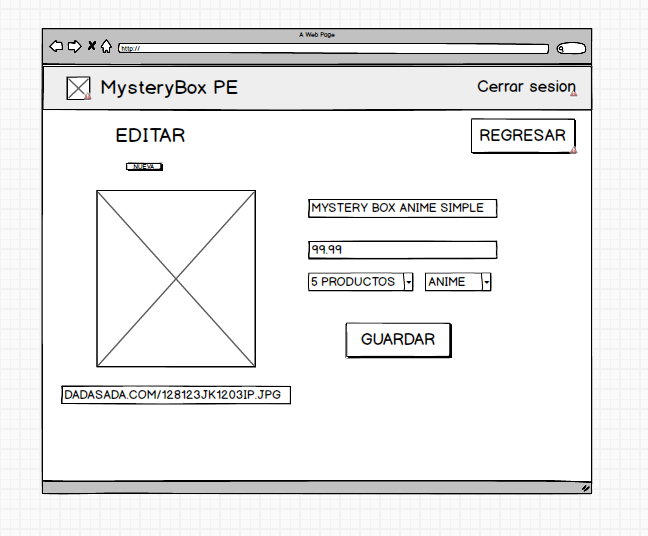 A Web Page
http://
MysteryBox PE
Cerrar sesion
EDITAR
REGRESAR
NUEVA
MYSTERY BOX ANIME SIMPLE
99.99
5 PRODUCTOS
ANIME
GUARDAR
DADASADA.COM/128123JK1203IP.JPG